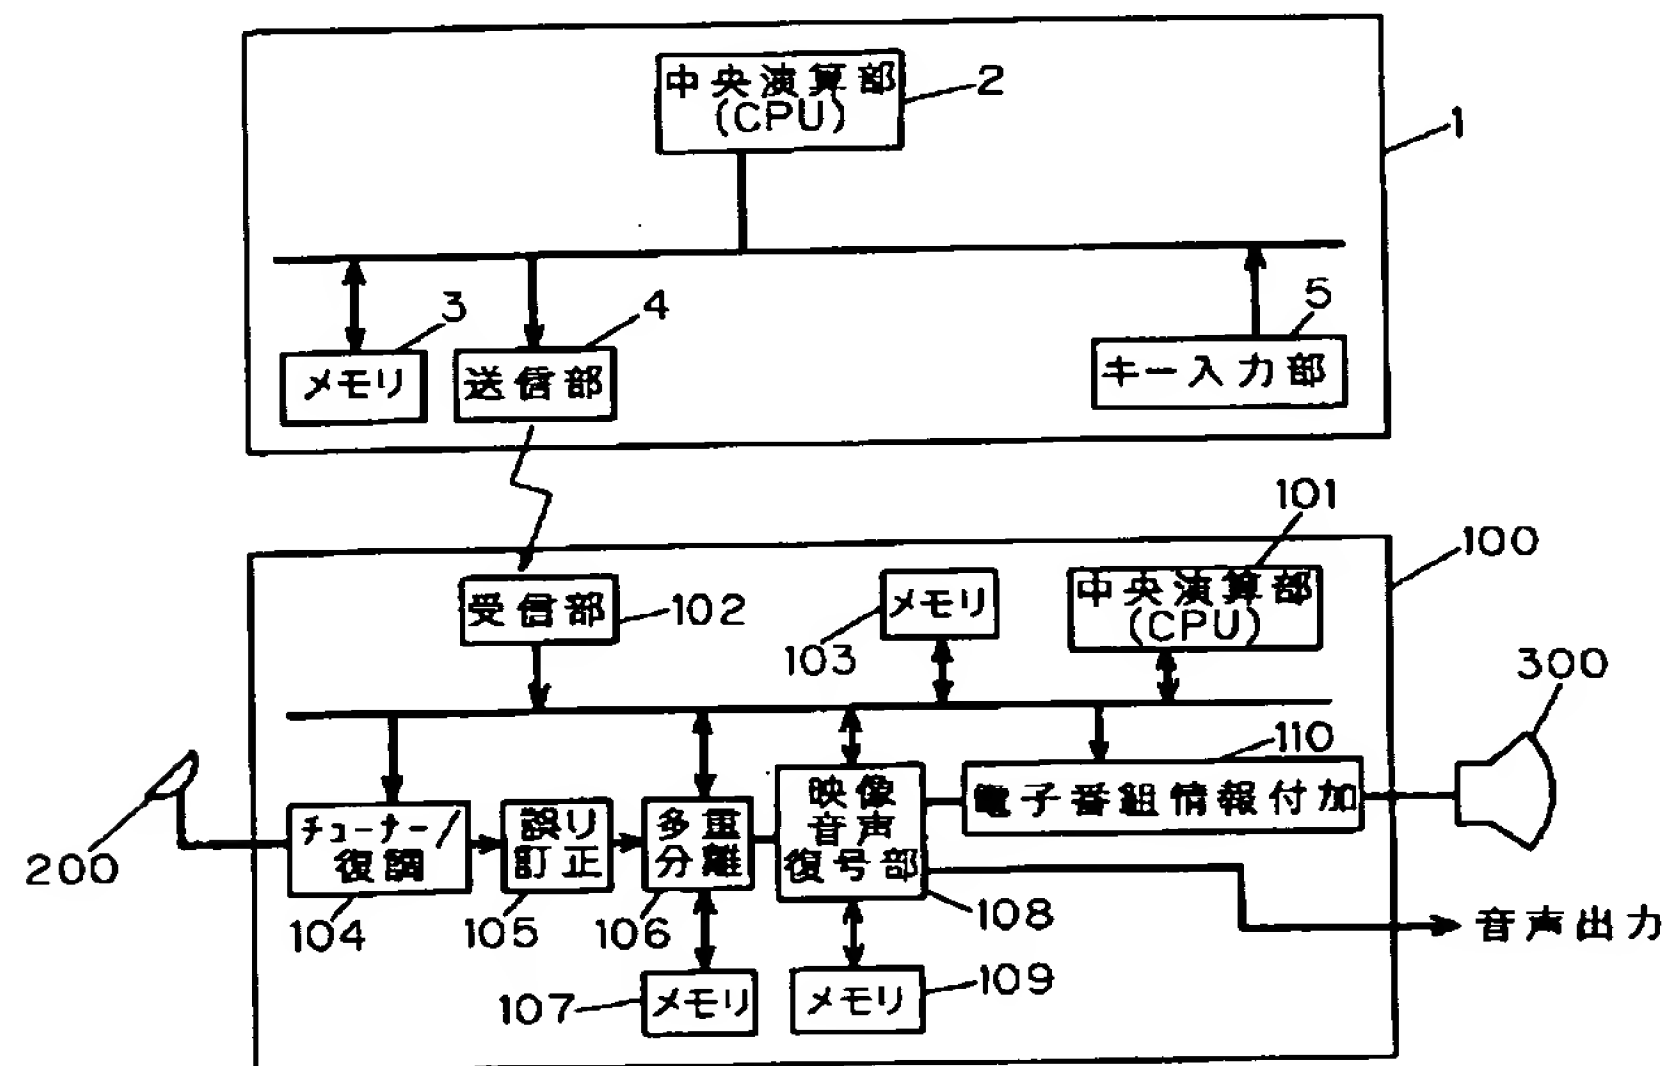 中央演算部
(CPU)
2
1
3
4
5
メモリ
送信部
キー入力部
101
100
受信部
102
メモリ
103
中央演算部
(CPU)
300
110
200
チューナー/
復調
誤り
訂正
多重
分離
映像
音声
復号部
電子番組情報付加
104
105
106
108
音声出力
107
メモリ
メモリ
109